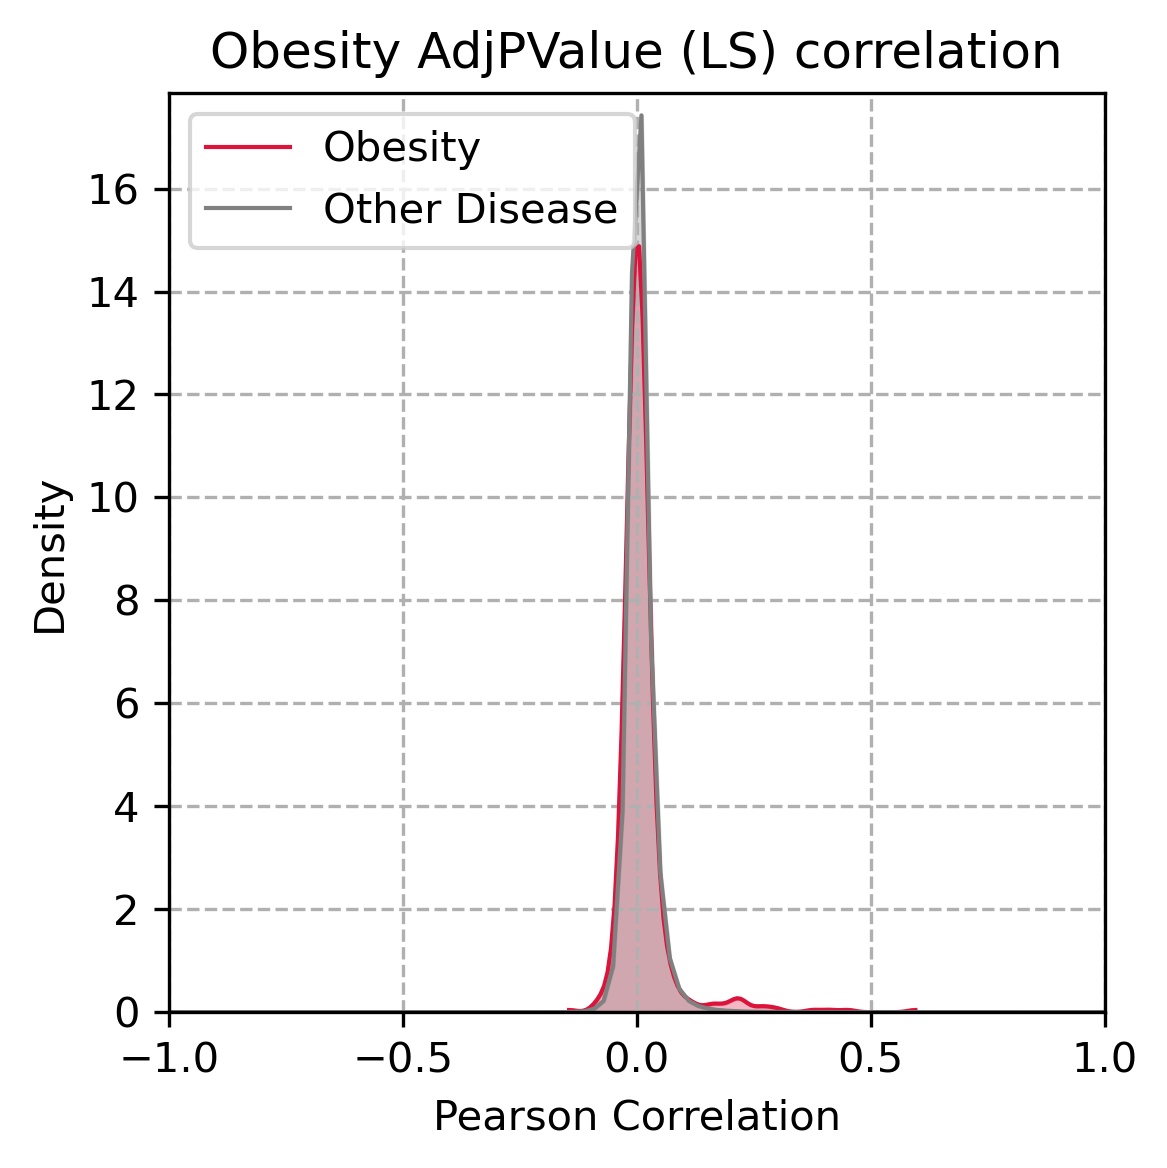 Obesity AdjPValue (LS) correlation
Obesity
Other Disease
16
14
12
10
8
6
4
2
0
Density
−1.0 −0.5 0.0 0.5 1.0
Pearson Correlation